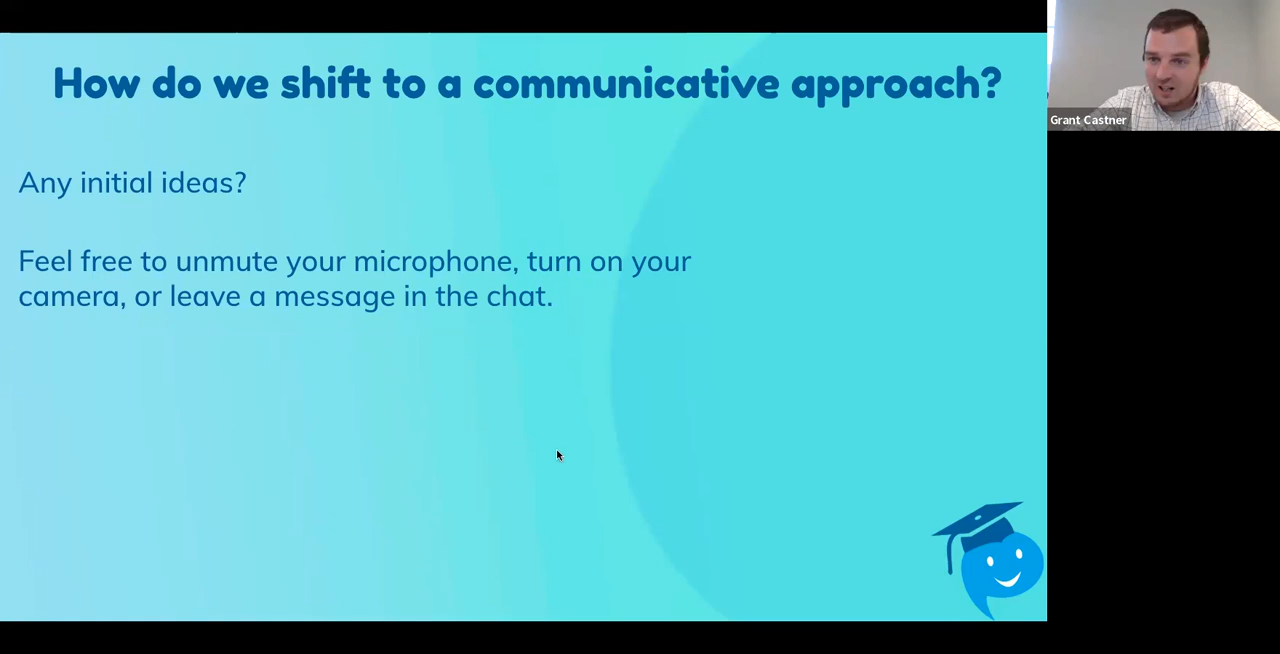 How do we shift to a communicative approach?
Any initial ideas?
Feel free to unmute your microphone, turn on your
camera, or leave a message in the chat.
Grant Castner